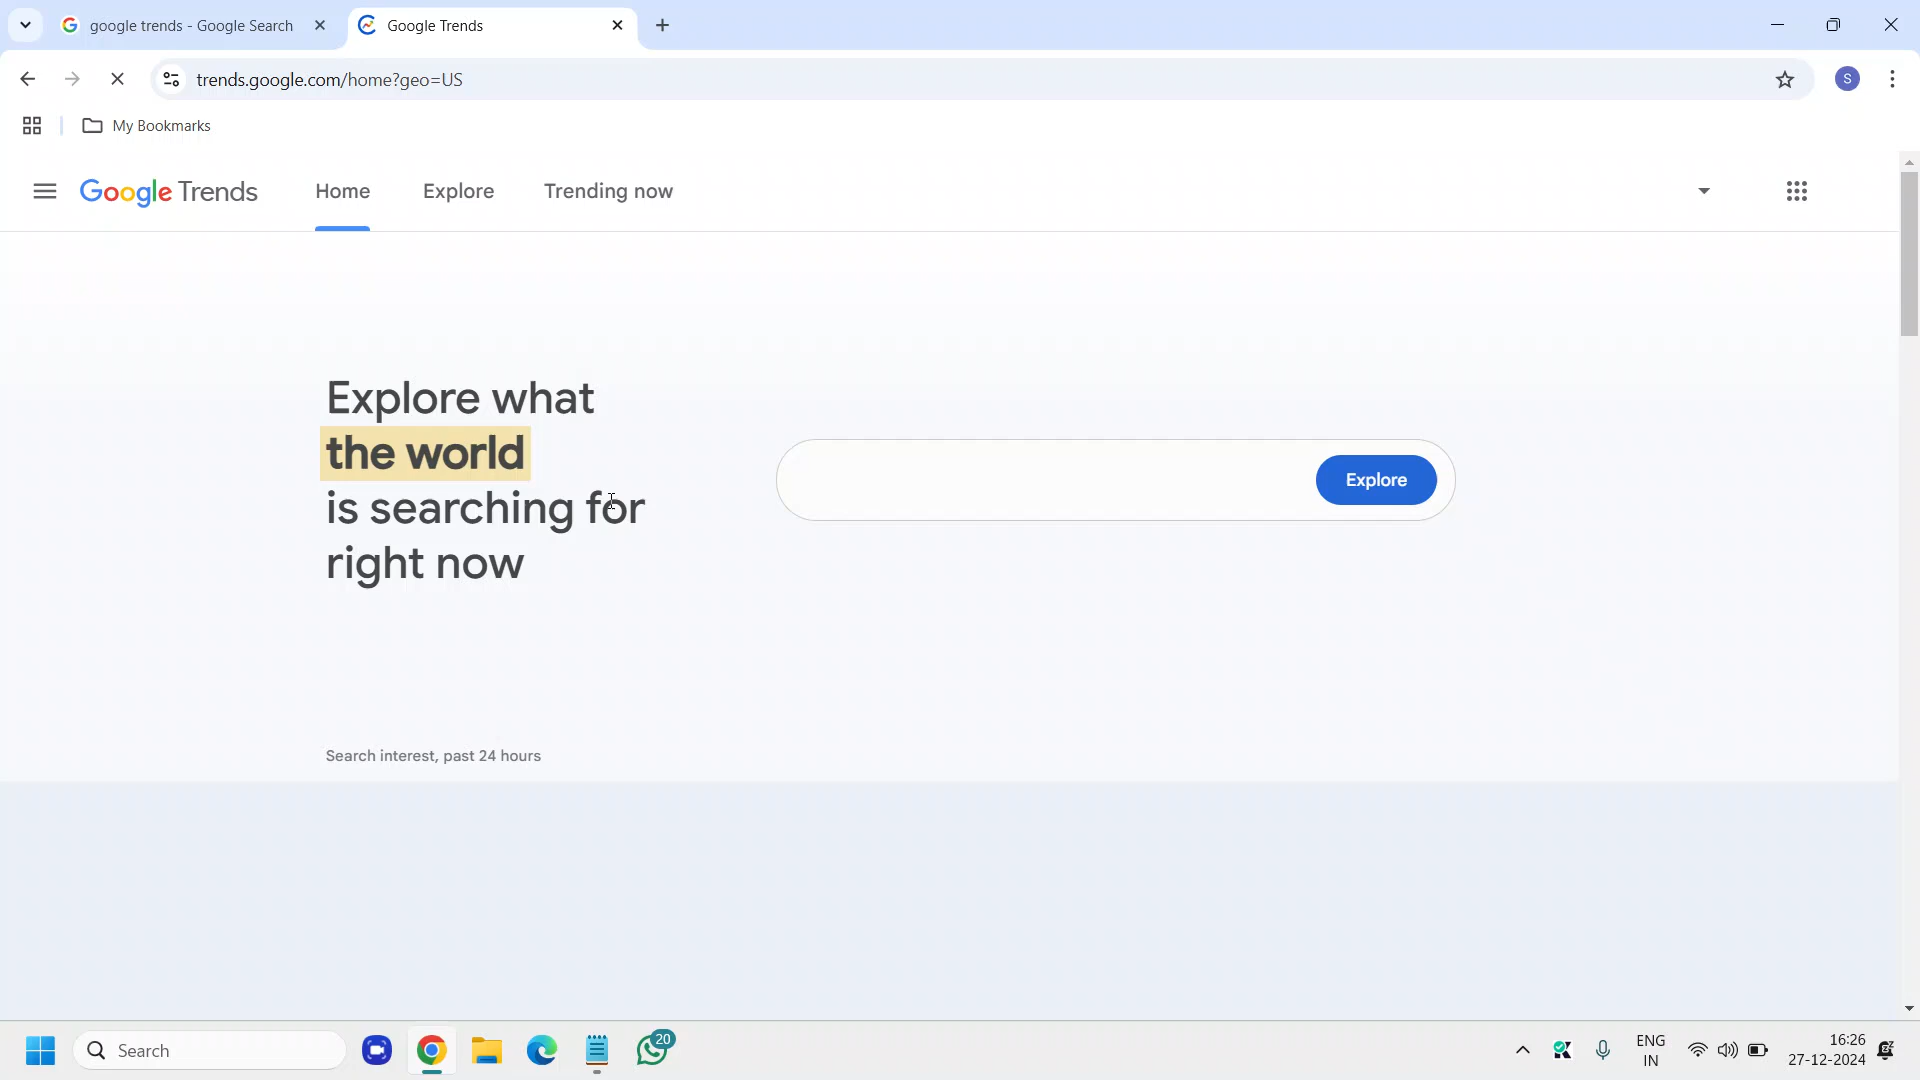 google trends - Google Search
Google Trends
trends.google.com/home?geo=US
S
My Bookmarks
Google Trends
Home
Explore
Trending now
Explore what
the world
is searching for
right now
Explore
Search interest, past 24 hours
Search
20
ENG
IN
16:26
27-12-2024